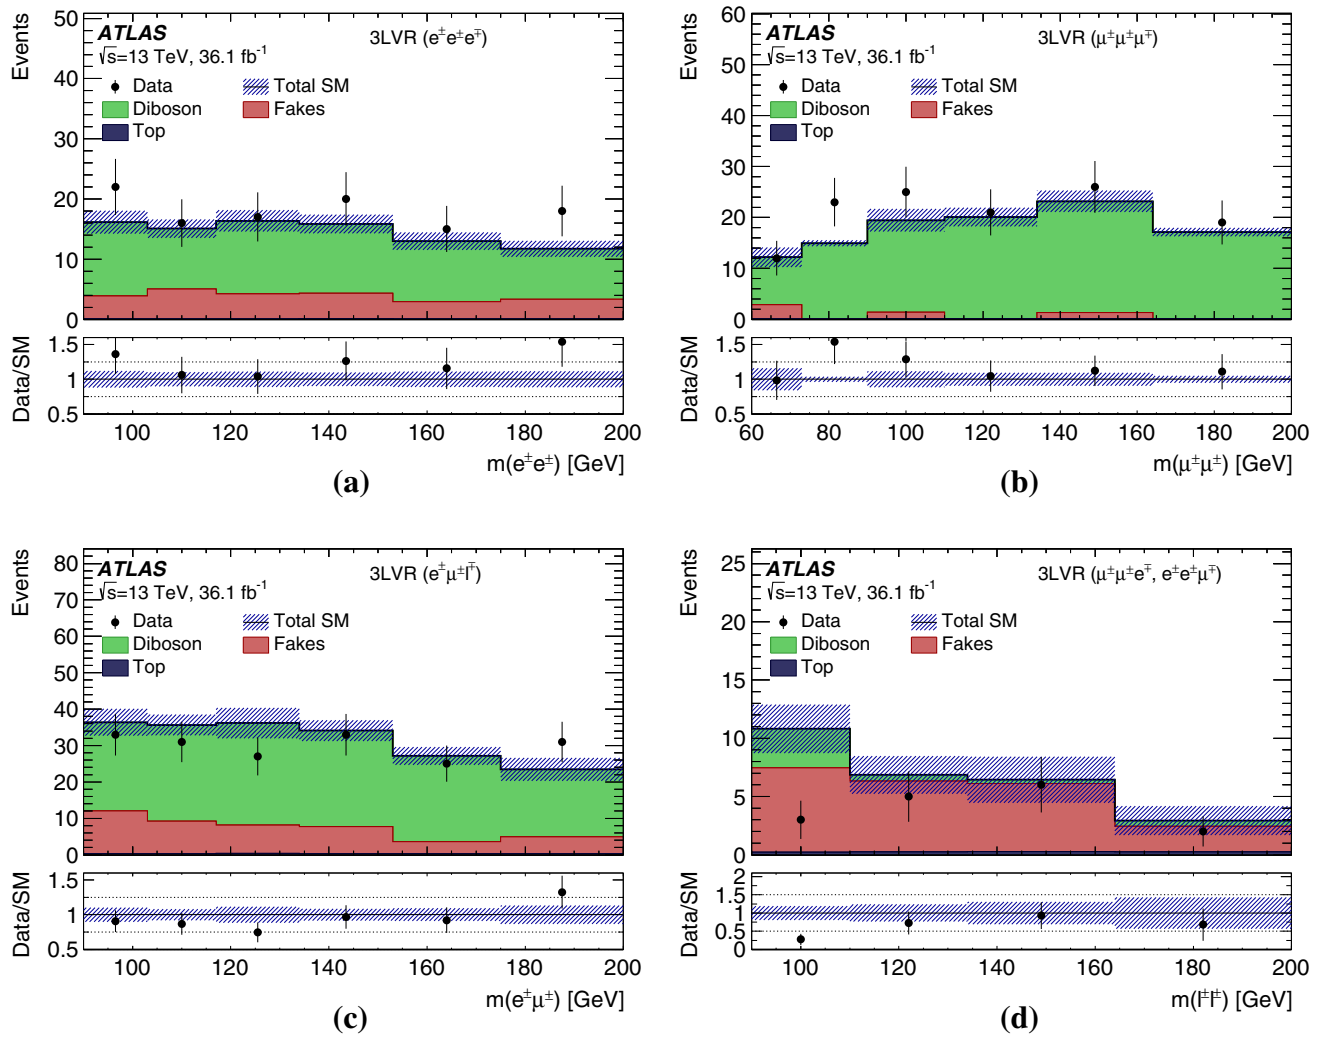 Events
50
40
30
20
10
0
ATLAS
√s=13 TeV, 36.1 fb⁻¹
3LVR (e±e±e∓)
Data
Total SM
Diboson
Fakes
Top
Data/SM
1.5
1
0.5
100 120 140 160 180 200
m(e±e±) [GeV]
(a)
Events
60
50
40
30
20
10
0
ATLAS
√s=13 TeV, 36.1 fb⁻¹
3LVR (μ±μ±μ∓)
Data
Total SM
Diboson
Fakes
Top
Data/SM
1.5
1
0.5
60 80 100 120 140 160 180 200
m(μ±μ±) [GeV]
(b)
Events
80
70
60
50
40
30
20
10
0
ATLAS
√s=13 TeV, 36.1 fb⁻¹
3LVR (e±μ±l∓)
Data
Total SM
Diboson
Fakes
Top
Data/SM
1.5
1
0.5
100 120 140 160 180 200
m(e±μ±) [GeV]
(c)
Events
25
20
15
10
5
0
ATLAS
√s=13 TeV, 36.1 fb⁻¹
3LVR (μ±μ±e∓, e±e±μ∓)
Data
Total SM
Diboson
Fakes
Top
Data/SM
2
1.5
1
0.5
0
100 120 140 160 180 200
m(l±l±) [GeV]
(d)